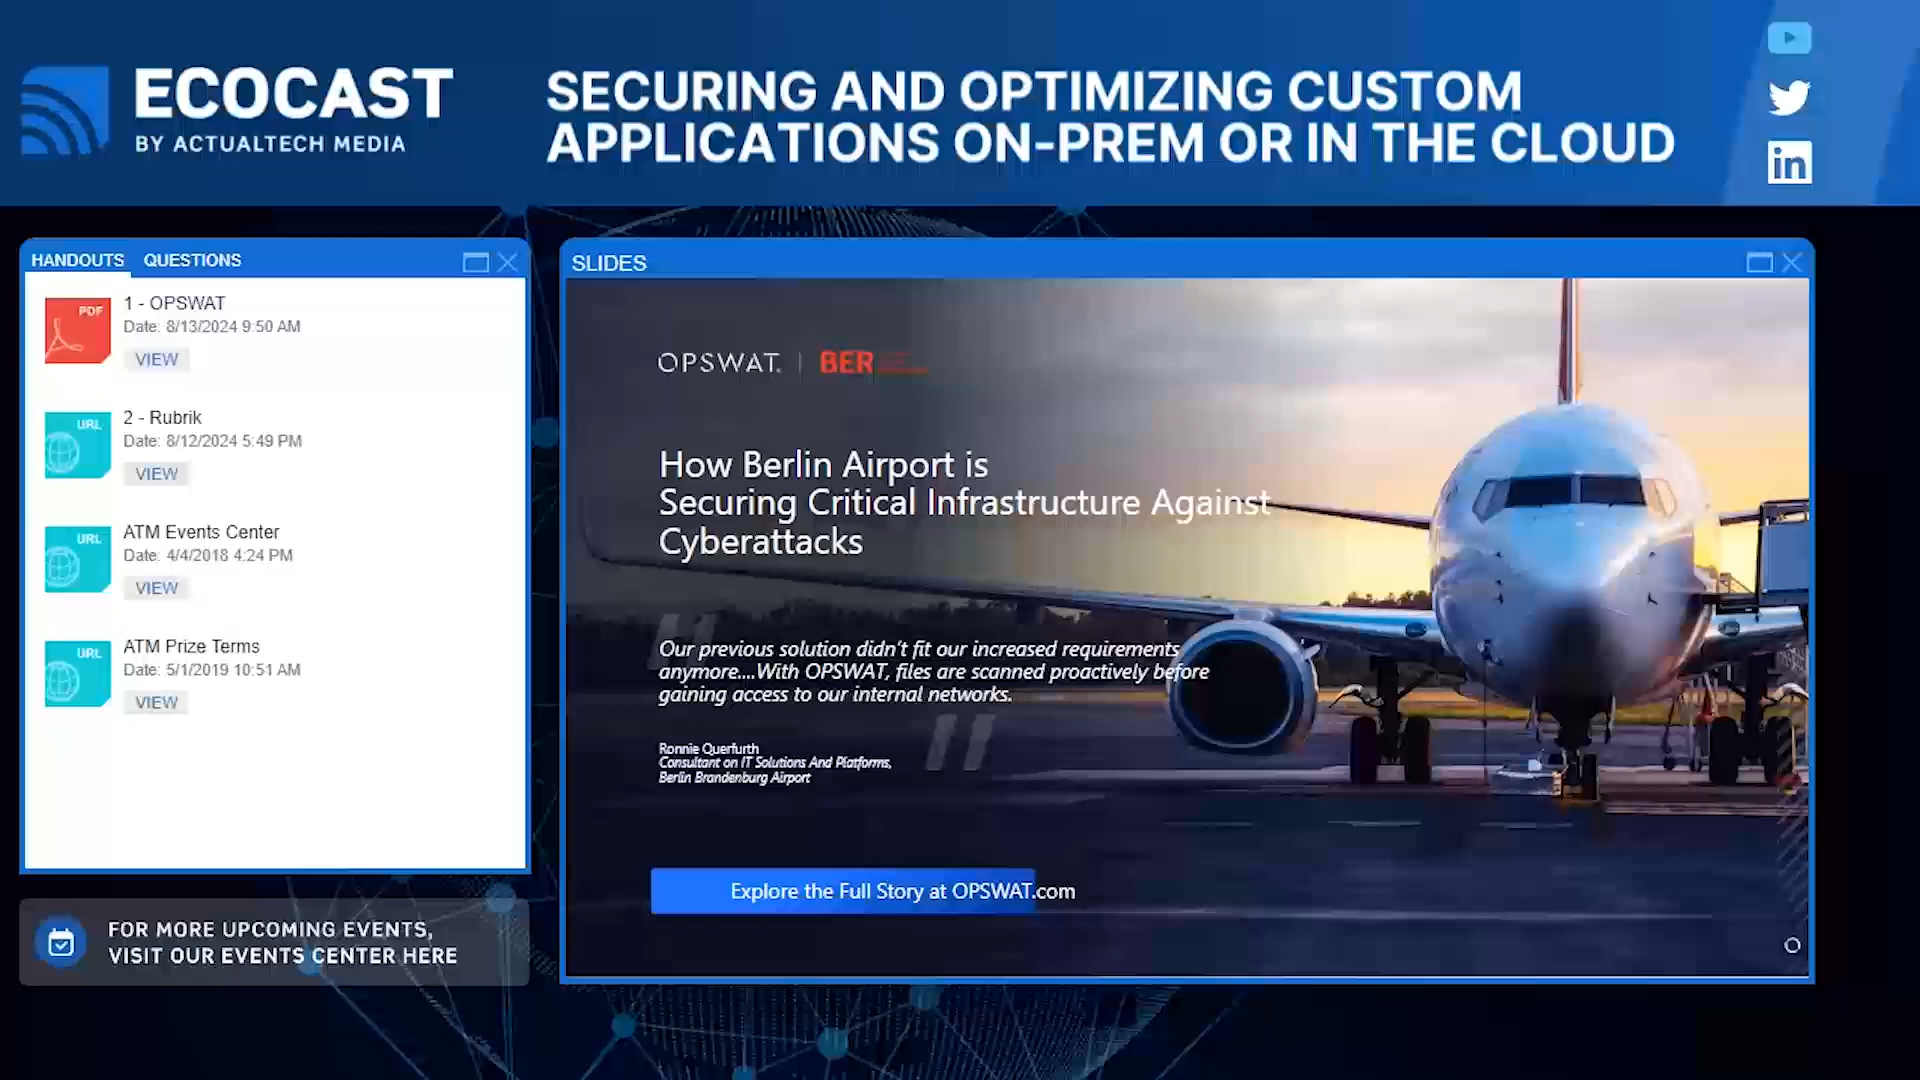 ECOCAST
BY ACTUALTECH MEDIA
SECURING AND OPTIMIZING CUSTOM
APPLICATIONS ON-PREM OR IN THE CLOUD
in
HANDOUTS QUESTIONS
PDF
1 - OPSWAT
Date: 8/13/2024 9:50 AM
VIEW
URL
2 - Rubrik
Date: 8/12/2024 5:49 PM
VIEW
URL
ATM Events Center
Date: 4/4/2018 4:24 PM
VIEW
URL
ATM Prize Terms
Date: 5/1/2019 10:51 AM
VIEW
FOR MORE UPCOMING EVENTS,
VISIT OUR EVENTS CENTER HERE
SLIDES
OPSWAT. | BER
How Berlin Airport is
Securing Critical Infrastructure Against
Cyberattacks
"
Our previous solution didn't fit our increased requirements
anymore....With OPSWAT, files are scanned proactively before
gaining access to our internal networks.
"
Ronnie Querfurth
Consultant on IT Solutions And Platforms,
Berlin Brandenburg Airport
Explore the Full Story at OPSWAT.com